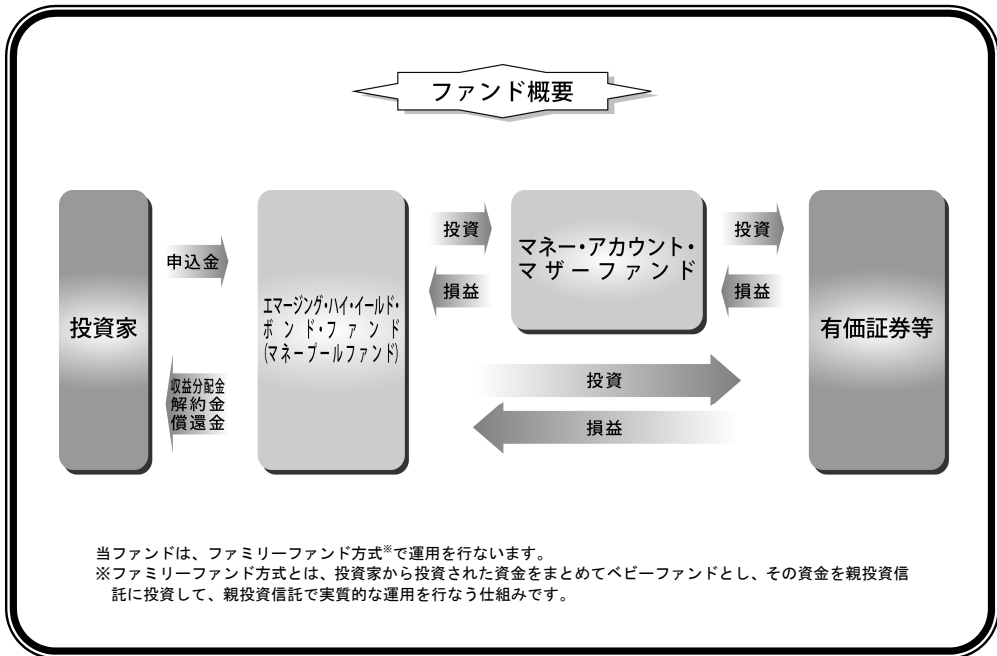 ファンド概要
投資家
申込金
収益分配金
解約金
償還金
エマージング・ハイ・イールド・
ボンド・ファンド
(マネープールファンド)
投資
損益
マネー・アカウント・
マザーファンド
投資
損益
投資
損益
有価証券等
当ファンドは、ファミリーファンド方式※で運用を行ないます。
※ファミリーファンド方式とは、投資家から投資された資金をまとめてベビーファンドとし、その資金を親投資信
託に投資して、親投資信託で実質的な運用を行なう仕組みです。